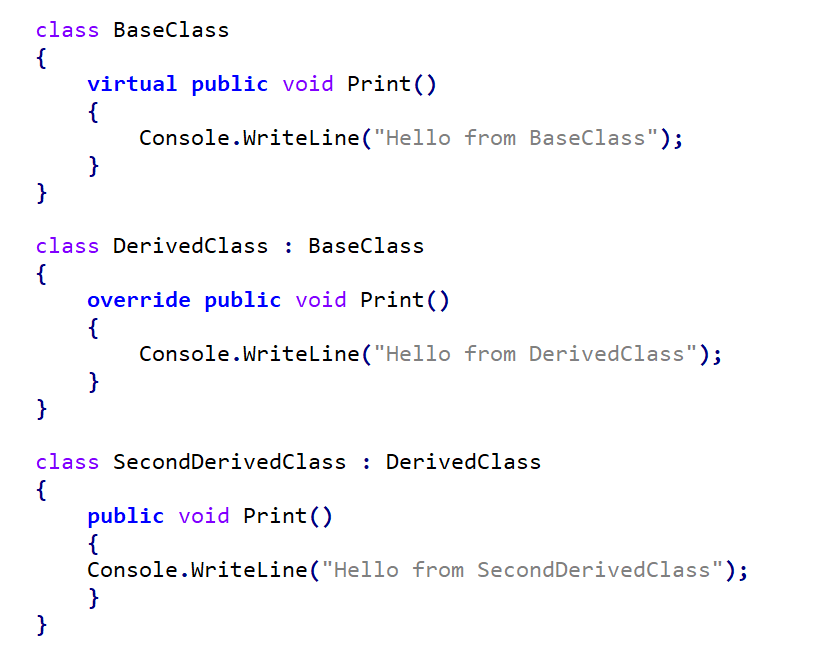 class BaseClass
{
    virtual public void Print()
    {
        Console.WriteLine("Hello from BaseClass");
    }
}

class DerivedClass : BaseClass
{
    override public void Print()
    {
        Console.WriteLine("Hello from DerivedClass");
    }
}

class SecondDerivedClass : DerivedClass
{
    public void Print()
    {
    Console.WriteLine("Hello from SecondDerivedClass");
    }
}